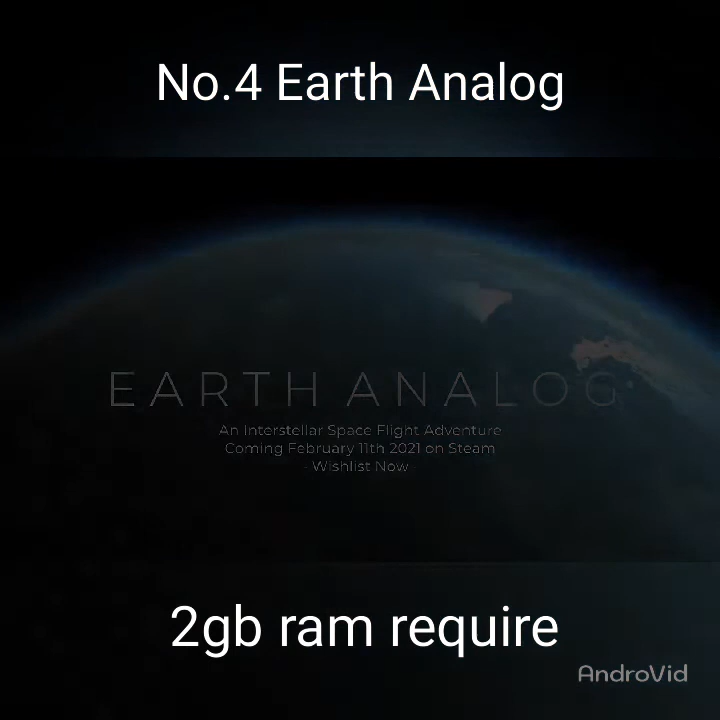 No.4 Earth Analog
EARTH ANALOG
An Interstellar Space Flight Adventure
Coming February 11th 2021 on Steam
- Wishlist Now -
2gb ram require
AndroVid